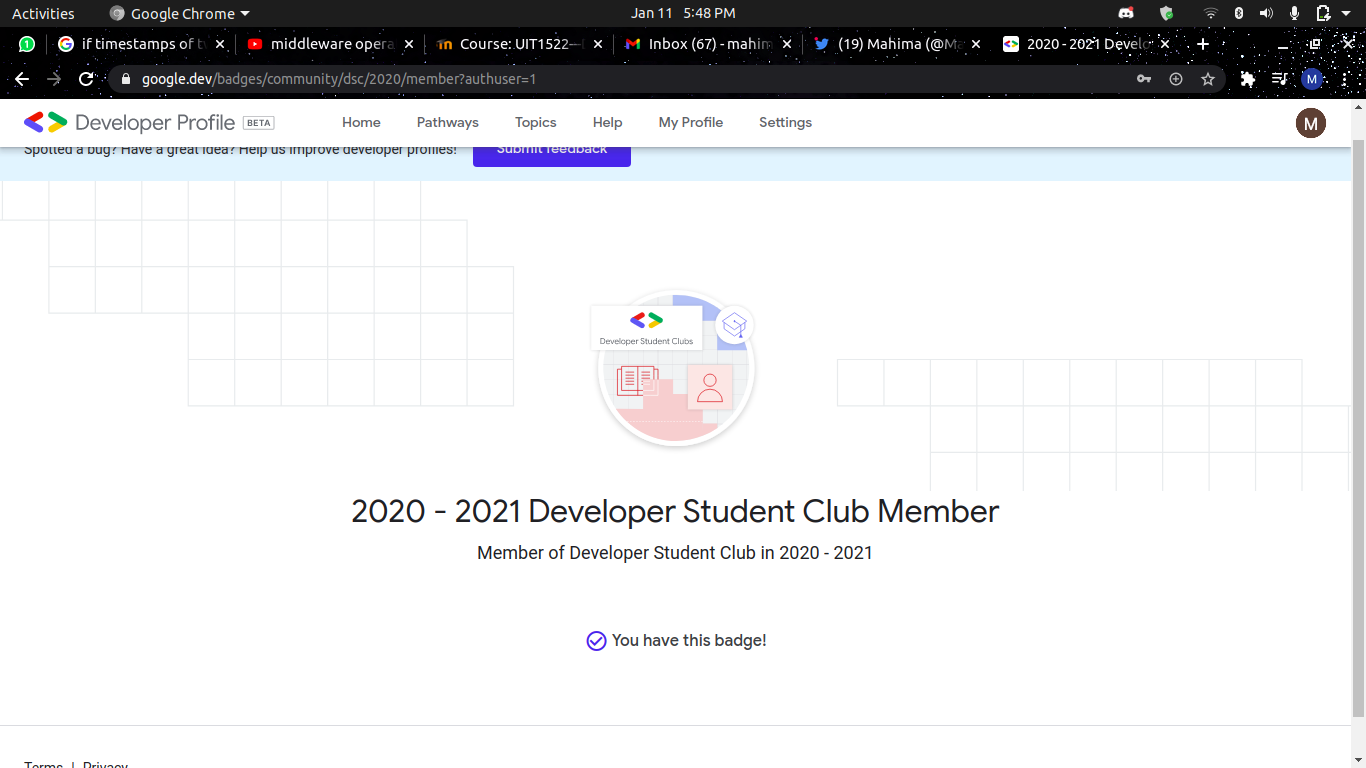 Activities Google Chrome Jan 11 5:48 PM
1 if timestamps of tw middleware opera Course: UIT1522 Inbox (67) - mahim (19) Mahima (@Ma 2020 - 2021 Develo
google.dev/badges/community/dsc/2020/member?authuser=1 M
Developer Profile BETA Home Pathways Topics Help My Profile Settings M
Spotted a bug? Have a great idea? Help us improve developer profiles! Submit feedback
Developer Student Clubs
2020 - 2021 Developer Student Club Member
Member of Developer Student Club in 2020 - 2021
You have this badge!
Terms | Privacy